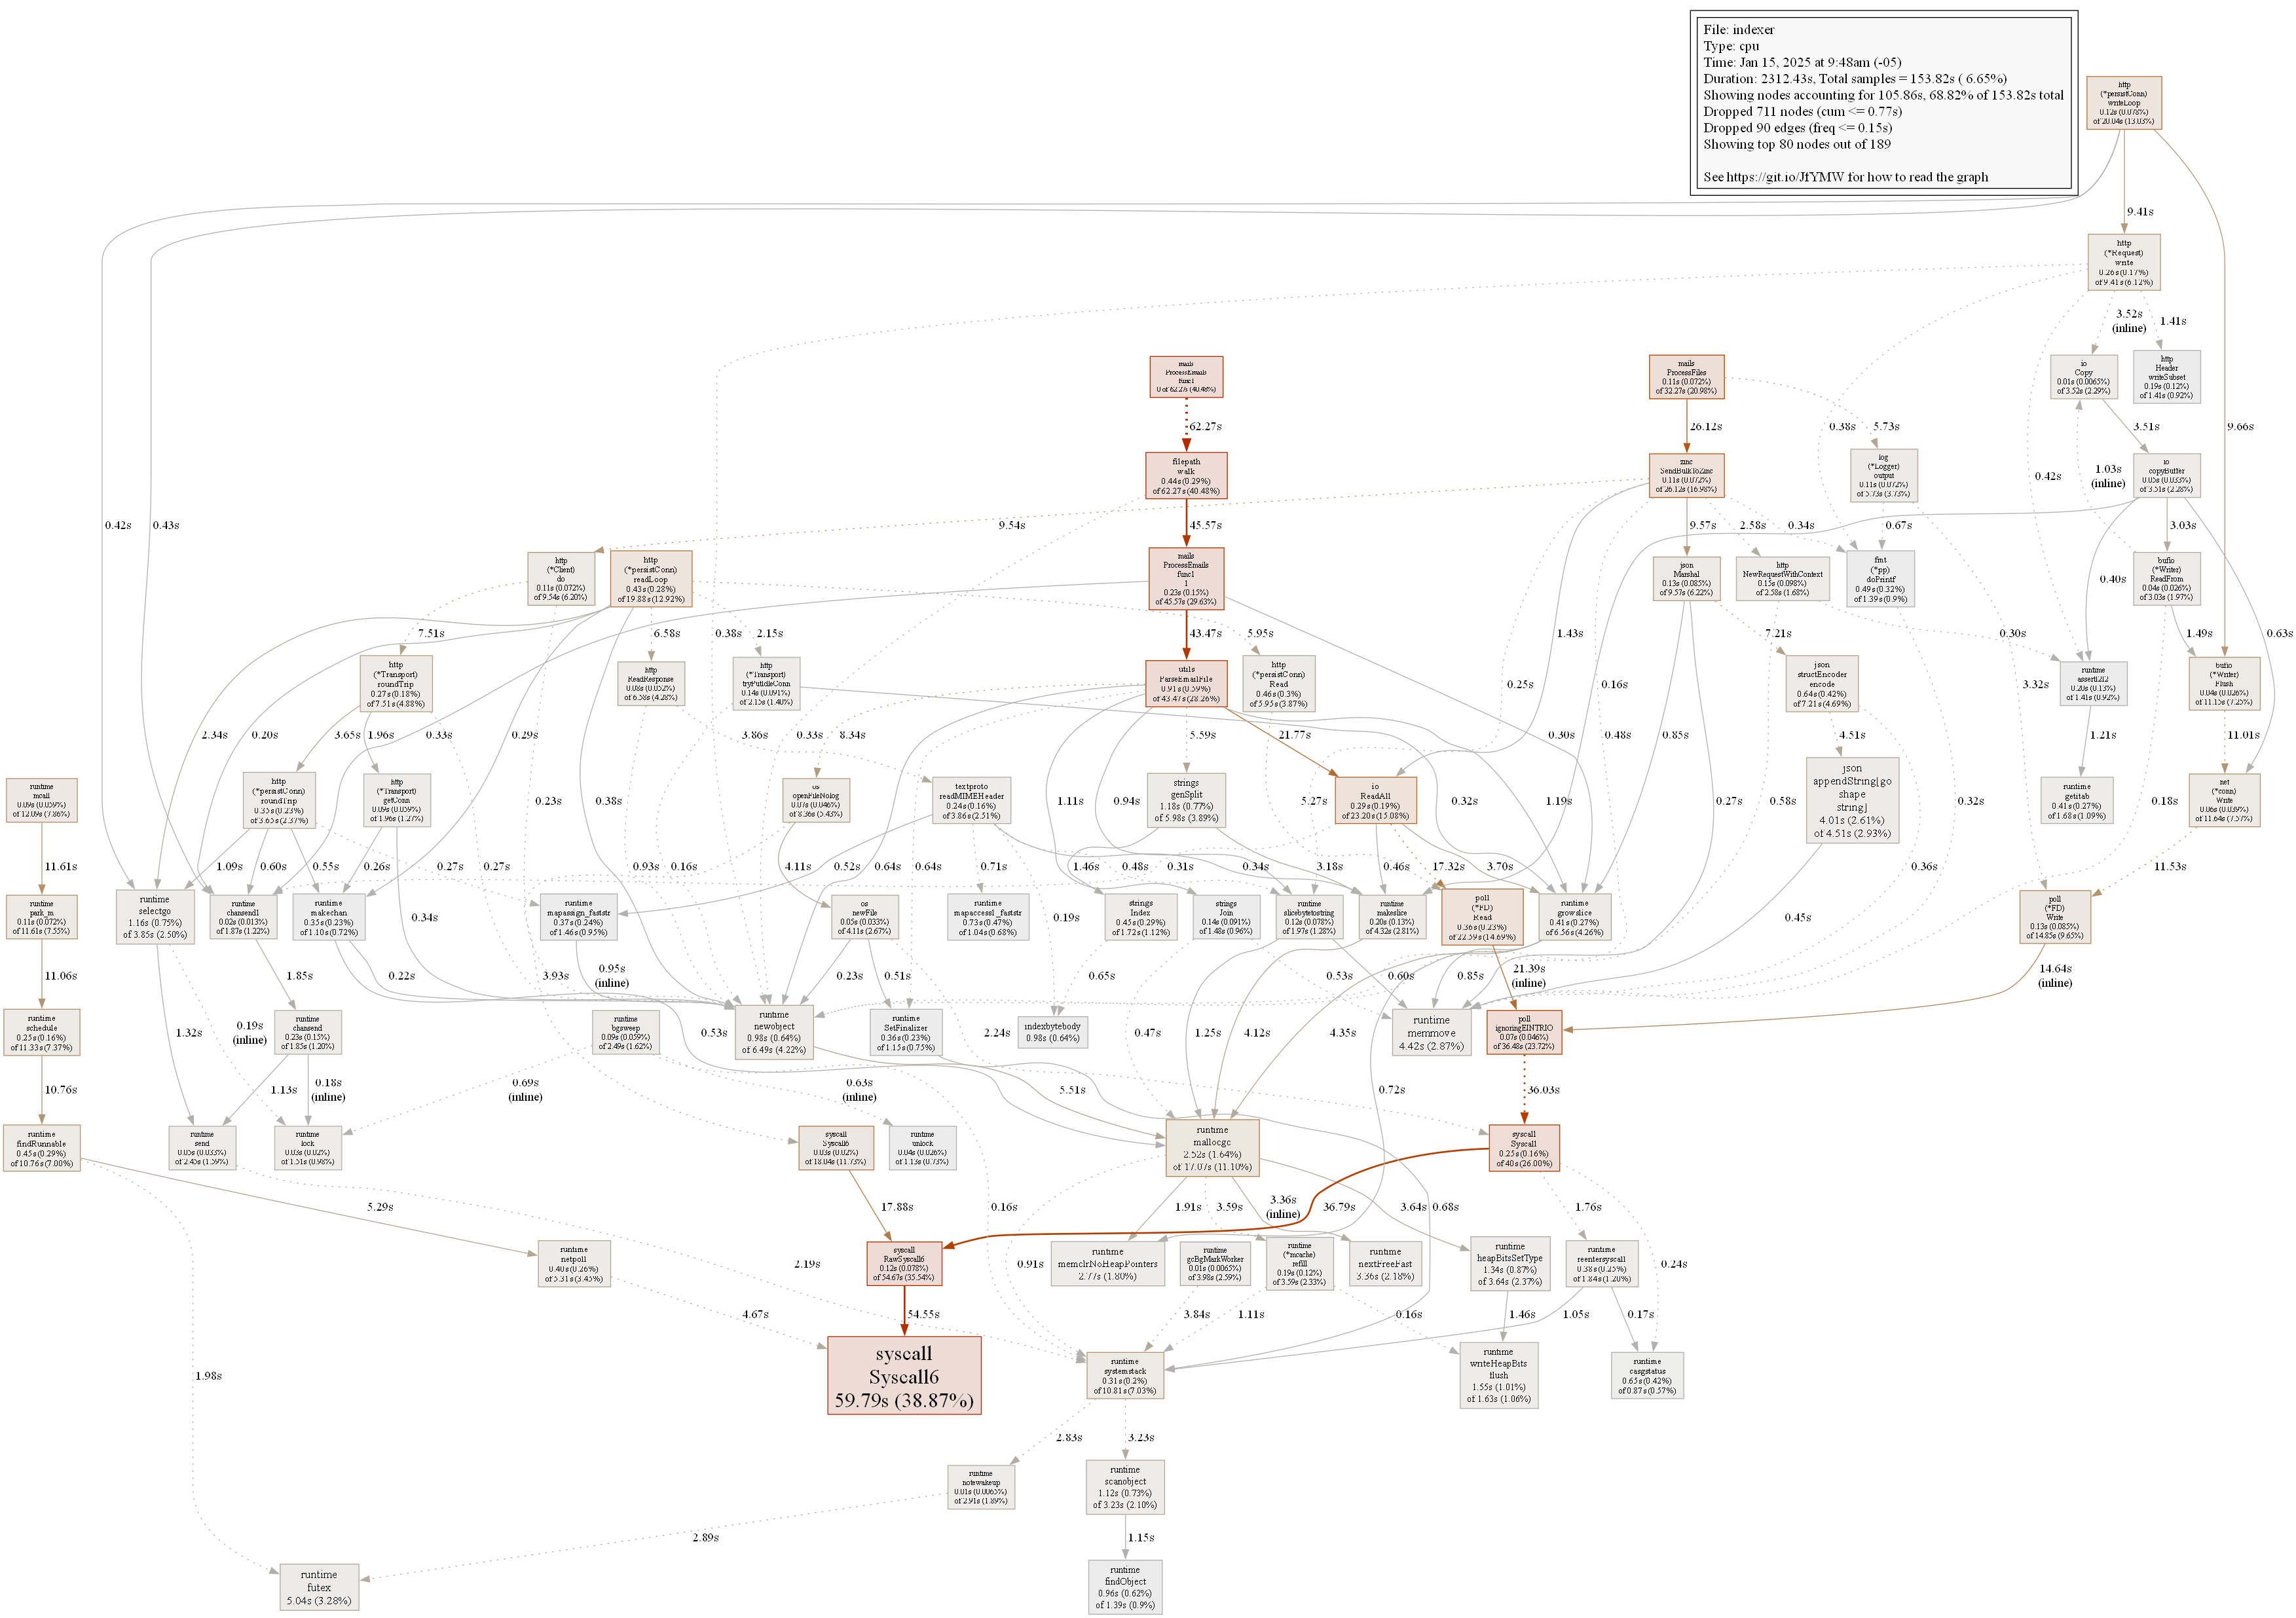 File: indexer
Type: cpu
Time: Jan 15, 2025 at 9:48am (-05)
Duration: 2312.43s, Total samples = 153.82s ( 6.65%)
Showing nodes accounting for 105.86s, 68.82% of 153.82s total
Dropped 711 nodes (cum <= 0.77s)
Dropped 90 edges (freq <= 0.15s)
Showing top 80 nodes out of 189
See https://git.io/JfYMW for how to read the graph
http
(*persistConn)
writeLoop
0.12s (0.078%)
of 20.04s (13.03%)
9.41s
http
(*Request)
write
0.26s (0.17%)
of 9.41s (6.12%)
3.52s
(inline)
1.41s
mails
ProcessEmails
func1
0 of 62.27s (40.48%)
mails
ProcessFiles
0.11s (0.072%)
of 32.27s (20.98%)
io
Copy
0.01s (0.0065%)
of 3.52s (2.29%)
http
Header
writeSubset
0.19s (0.12%)
of 1.41s (0.92%)
62.27s
26.12s
5.73s
0.38s
3.51s
9.66s
filepath
walk
0.44s (0.29%)
of 62.27s (40.48%)
zinc
SendBulkToZinc
0.11s (0.072%)
of 26.12s (16.98%)
log
(*Logger)
output
0.11s (0.072%)
of 5.73s (3.73%)
0.42s
1.03s
(inline)
io
copyBuffer
0.05s (0.033%)
of 3.51s (2.28%)
0.42s
0.43s
45.57s
9.54s
9.57s
2.58s
0.34s
0.67s
3.03s
http
(*Client)
do
0.11s (0.072%)
of 9.54s (6.20%)
http
(*persistConn)
readLoop
0.43s (0.28%)
of 19.88s (12.92%)
mails
ProcessEmails
func1
1
0.23s (0.15%)
of 45.57s (29.63%)
json
Marshal
0.13s (0.085%)
of 9.57s (6.22%)
http
NewRequestWithContext
0.15s (0.098%)
of 2.58s (1.68%)
fmt
(*pp)
doPrintf
0.49s (0.32%)
of 1.39s (0.9%)
0.40s
bufio
(*Writer)
ReadFrom
0.04s (0.026%)
of 3.03s (1.97%)
7.51s
6.58s
2.15s
0.38s
5.95s
43.47s
1.43s
7.21s
0.30s
1.49s
0.63s
http
(*Transport)
roundTrip
0.27s (0.18%)
of 7.51s (4.88%)
http
ReadResponse
0.08s (0.052%)
of 6.58s (4.28%)
http
(*Transport)
tryPutIdleConn
0.14s (0.091%)
of 2.15s (1.40%)
utils
ParseEmailFile
0.91s (0.59%)
of 43.47s (28.26%)
http
(*persistConn)
Read
0.46s (0.3%)
of 5.95s (3.87%)
0.25s
0.16s
json
structEncoder
encode
0.64s (0.42%)
of 7.21s (4.69%)
3.32s
runtime
assertI2I2
0.20s (0.13%)
of 1.41s (0.92%)
bufio
(*Writer)
Flush
0.04s (0.026%)
of 11.15s (7.25%)
2.34s
0.20s
3.65s
1.96s
0.33s
0.29s
3.86s
0.33s
8.34s
5.59s
21.77s
0.30s
0.48s
0.85s
4.51s
1.21s
11.01s
runtime
mcall
0.09s (0.059%)
of 12.09s (7.86%)
http
(*persistConn)
roundTrip
0.35s (0.23%)
of 3.65s (2.37%)
http
(*Transport)
getConn
0.09s (0.059%)
of 1.96s (1.27%)
0.23s
0.38s
os
openFileNolog
0.07s (0.046%)
of 8.36s (5.43%)
textproto
readMIMEHeader
0.24s (0.16%)
of 3.86s (2.51%)
1.11s
0.94s
strings
genSplit
1.18s (0.77%)
of 5.98s (3.89%)
5.27s
io
ReadAll
0.29s (0.19%)
of 23.20s (15.08%)
0.32s
1.19s
0.27s
0.58s
json
appendString[go
shape
string]
4.01s (2.61%)
of 4.51s (2.93%)
0.32s
runtime
getitab
0.41s (0.27%)
of 1.68s (1.09%)
0.18s
net
(*conn)
Write
0.06s (0.039%)
of 11.64s (7.57%)
11.61s
1.09s
0.60s
0.55s
0.26s
0.27s
0.27s
0.93s
0.16s
0.64s
4.11s
0.52s
0.64s
0.71s
1.46s
0.48s
0.31s
0.34s
3.18s
0.46s
17.32s
3.70s
0.36s
11.53s
runtime
park_m
0.11s (0.072%)
of 11.61s (7.55%)
runtime
selectgo
1.16s (0.75%)
of 3.85s (2.50%)
runtime
chansend1
0.02s (0.013%)
of 1.87s (1.22%)
runtime
makechan
0.35s (0.23%)
of 1.10s (0.72%)
0.34s
runtime
mapassign_faststr
0.37s (0.24%)
of 1.46s (0.95%)
os
newFile
0.05s (0.033%)
of 4.11s (2.67%)
runtime
mapaccess1_faststr
0.73s (0.47%)
of 1.04s (0.68%)
0.19s
strings
Index
0.45s (0.29%)
of 1.72s (1.12%)
strings
Join
0.14s (0.091%)
of 1.48s (0.96%)
runtime
slicebytetostring
0.12s (0.078%)
of 1.97s (1.28%)
runtime
makeslice
0.20s (0.13%)
of 4.32s (2.81%)
poll
(*FD)
Read
0.36s (0.23%)
of 22.59s (14.69%)
runtime
growslice
0.41s (0.27%)
of 6.56s (4.26%)
0.45s
poll
(*FD)
Write
0.13s (0.085%)
of 14.85s (9.65%)
11.06s
1.85s
0.22s
3.93s
0.95s
(inline)
0.23s
0.51s
0.65s
0.53s
0.60s
0.85s
21.39s
(inline)
14.64s
(inline)
runtime
schedule
0.25s (0.16%)
of 11.33s (7.37%)
1.32s
0.19s
(inline)
runtime
chansend
0.23s (0.15%)
of 1.85s (1.20%)
0.53s
runtime
bgsweep
0.09s (0.059%)
of 2.49s (1.62%)
runtime
newobject
0.98s (0.64%)
of 6.49s (4.22%)
runtime
SetFinalizer
0.36s (0.23%)
of 1.15s (0.75%)
2.24s
indexbytebody
0.98s (0.64%)
0.47s
1.25s
4.12s
4.35s
runtime
memmove
4.42s (2.87%)
poll
ignoringEINTRIO
0.07s (0.046%)
of 36.48s (23.72%)
10.76s
1.13s
0.18s
(inline)
0.69s
(inline)
0.63s
(inline)
5.51s
0.72s
36.03s
runtime
findRunnable
0.45s (0.29%)
of 10.76s (7.00%)
runtime
send
0.05s (0.033%)
of 2.45s (1.59%)
runtime
lock
0.03s (0.02%)
of 1.51s (0.98%)
syscall
Syscall6
0.03s (0.02%)
of 18.04s (11.73%)
runtime
unlock
0.04s (0.026%)
of 1.13s (0.73%)
runtime
mallocgc
2.52s (1.64%)
of 17.07s (11.10%)
syscall
Syscall
0.25s (0.16%)
of 40s (26.00%)
5.29s
17.88s
0.16s
1.91s
3.59s
3.36s
(inline)
36.79s
3.64s
0.68s
1.76s
runtime
netpoll
0.40s (0.26%)
of 5.31s (3.45%)
2.19s
syscall
RawSyscall6
0.12s (0.078%)
of 54.67s (35.54%)
0.91s
runtime
memclrNoHeapPointers
2.77s (1.80%)
runtime
gcBgMarkWorker
0.01s (0.0065%)
of 3.98s (2.59%)
runtime
(*mcache)
refill
0.19s (0.12%)
of 3.59s (2.33%)
runtime
nextFreeFast
3.36s (2.18%)
runtime
heapBitsSetType
1.34s (0.87%)
of 3.64s (2.37%)
runtime
reentersyscall
0.38s (0.25%)
of 1.84s (1.20%)
0.24s
4.67s
54.55s
3.84s
1.11s
0.16s
1.46s
1.05s
0.17s
1.98s
syscall
Syscall6
59.79s (38.87%)
runtime
systemstack
0.31s (0.2%)
of 10.81s (7.03%)
runtime
writeHeapBits
flush
1.55s (1.01%)
of 1.63s (1.06%)
runtime
casgstatus
0.65s (0.42%)
of 0.87s (0.57%)
2.83s
3.23s
runtime
notewakeup
0.01s (0.0065%)
of 2.91s (1.89%)
runtime
scanobject
1.12s (0.73%)
of 3.23s (2.10%)
2.89s
1.15s
runtime
futex
5.04s (3.28%)
runtime
findObject
0.96s (0.62%)
of 1.39s (0.9%)